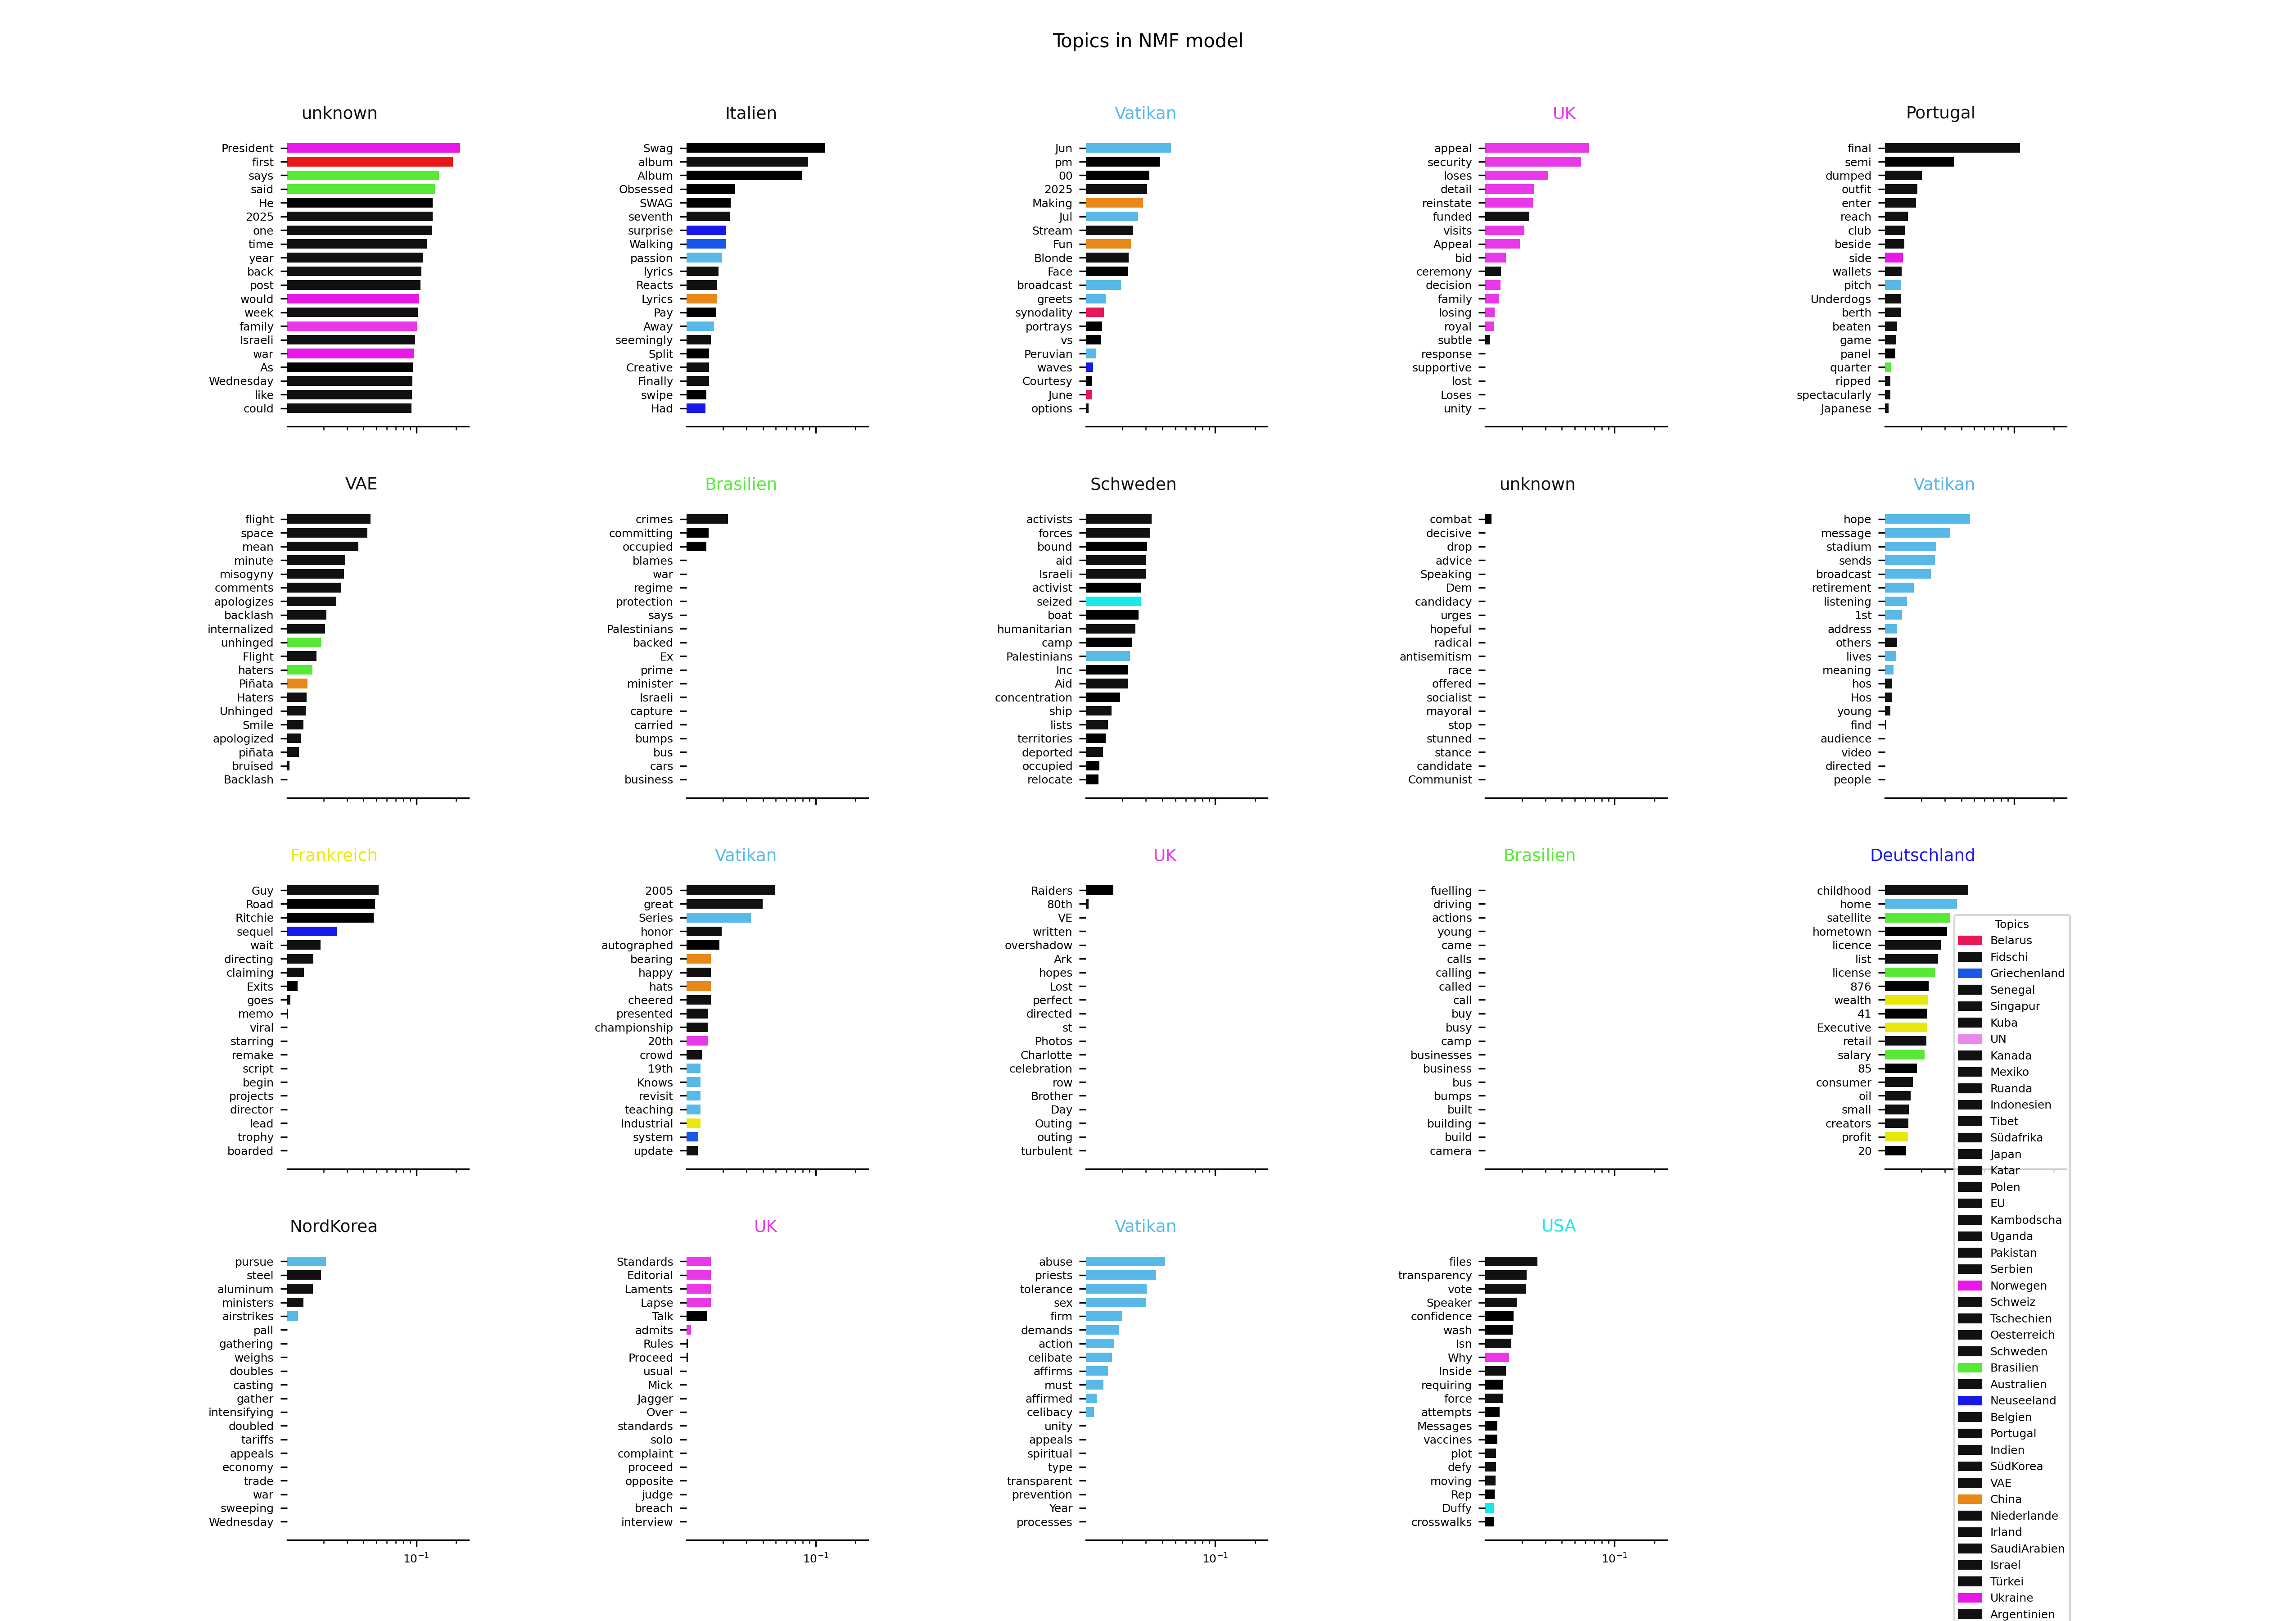 Topics in NMF model
unknown
President
first
says
said
He
2025
one
time
year
back
post
would
week
family
Israeli
war
As
Wednesday
like
could
Italien
Swag
album
Album
Obsessed
SWAG
seventh
surprise
Walking
passion
lyrics
Reacts
Lyrics
Pay
Away
seemingly
Split
Creative
Finally
swipe
Had
Vatikan
Jun
pm
00
2025
Making
Jul
Stream
Fun
Blonde
Face
broadcast
greets
synodality
portrays
vs
Peruvian
waves
Courtesy
June
options
UK
appeal
security
loses
detail
reinstate
funded
visits
Appeal
bid
ceremony
decision
family
losing
royal
subtle
response
supportive
lost
Loses
unity
Portugal
final
semi
dumped
outfit
enter
reach
club
beside
side
wallets
pitch
Underdogs
berth
beaten
game
panel
quarter
ripped
spectacularly
Japanese
VAE
flight
space
mean
minute
misogyny
comments
apologizes
backlash
internalized
unhinged
Flight
haters
Piñata
Haters
Unhinged
Smile
apologized
piñata
bruised
Backlash
Brasilien
crimes
committing
occupied
blames
war
regime
protection
says
Palestinians
backed
Ex
prime
minister
Israeli
capture
carried
bumps
bus
cars
business
Schweden
activists
forces
bound
aid
Israeli
activist
seized
boat
humanitarian
camp
Palestinians
Inc
Aid
concentration
ship
lists
territories
deported
occupied
relocate
unknown
combat
decisive
drop
advice
Speaking
Dem
candidacy
urges
hopeful
radical
antisemitism
race
offered
socialist
mayoral
stop
stunned
stance
candidate
Communist
Vatikan
hope
message
stadium
sends
broadcast
retirement
listening
1st
address
others
lives
meaning
hos
Hos
young
find
audience
video
directed
people
Frankreich
Guy
Road
Ritchie
sequel
wait
directing
claiming
Exits
goes
memo
viral
starring
remake
script
begin
projects
director
lead
trophy
boarded
Vatikan
2005
great
Series
honor
autographed
bearing
happy
hats
cheered
presented
championship
20th
crowd
19th
Knows
revisit
teaching
Industrial
system
update
UK
Raiders
80th
VE
written
overshadow
Ark
hopes
Lost
perfect
directed
st
Photos
Charlotte
celebration
row
Brother
Day
Outing
outing
turbulent
Brasilien
fuelling
driving
actions
young
came
calls
calling
called
call
buy
busy
camp
businesses
business
bus
bumps
built
building
build
camera
Deutschland
childhood
home
satellite
hometown
licence
list
license
876
wealth
41
Executive
retail
salary
85
consumer
oil
small
creators
profit
20
NordKorea
pursue
steel
aluminum
ministers
airstrikes
pall
gathering
weighs
doubles
casting
gather
intensifying
doubled
tariffs
appeals
economy
trade
war
sweeping
Wednesday
10⁻¹
UK
Standards
Editorial
Laments
Lapse
Talk
admits
Rules
Proceed
usual
Mick
Jagger
Over
standards
solo
complaint
proceed
opposite
judge
breach
interview
10⁻¹
Vatikan
abuse
priests
tolerance
sex
firm
demands
action
celibate
affirms
must
affirmed
celibacy
unity
appeals
spiritual
type
transparent
prevention
Year
processes
10⁻¹
USA
files
transparency
vote
Speaker
confidence
wash
Isn
Why
Inside
requiring
force
attempts
Messages
vaccines
plot
defy
moving
Rep
Duffy
crosswalks
10⁻¹
Topics
Belarus
Fidschi
Griechenland
Senegal
Singapur
Kuba
UN
Kanada
Mexiko
Ruanda
Indonesien
Tibet
Südafrika
Japan
Katar
Polen
EU
Kambodscha
Uganda
Pakistan
Serbien
Norwegen
Schweiz
Tschechien
Oesterreich
Schweden
Brasilien
Australien
Neuseeland
Belgien
Portugal
Indien
SüdKorea
VAE
China
Niederlande
Irland
SaudiArabien
Israel
Türkei
Ukraine
Argentinien